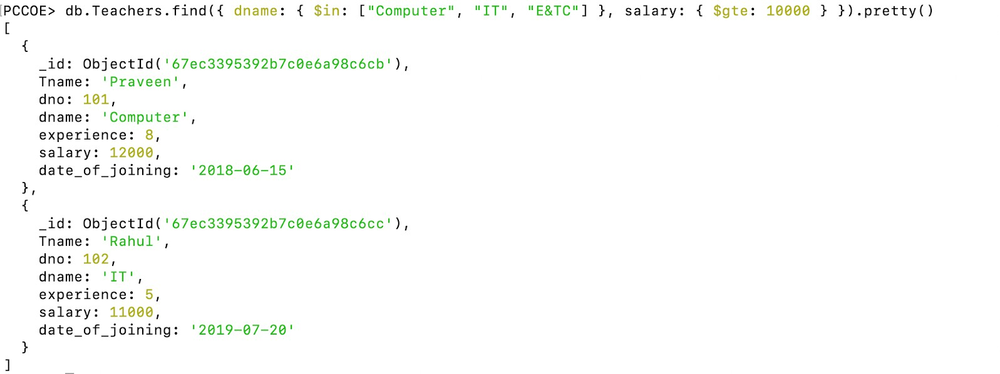 [PCCOE> db.Teachers.find({ dname: { $in: ["Computer", "IT", "E&TC"] }, salary: { $gte: 10000 } }).pretty()
[
  {
    _id: ObjectId('67ec3395392b7c0e6a98c6cb'),
    Tname: 'Praveen',
    dno: 101,
    dname: 'Computer',
    experience: 8,
    salary: 12000,
    date_of_joining: '2018-06-15'
  },
  {
    _id: ObjectId('67ec3395392b7c0e6a98c6cc'),
    Tname: 'Rahul',
    dno: 102,
    dname: 'IT',
    experience: 5,
    salary: 11000,
    date_of_joining: '2019-07-20'
  }
]